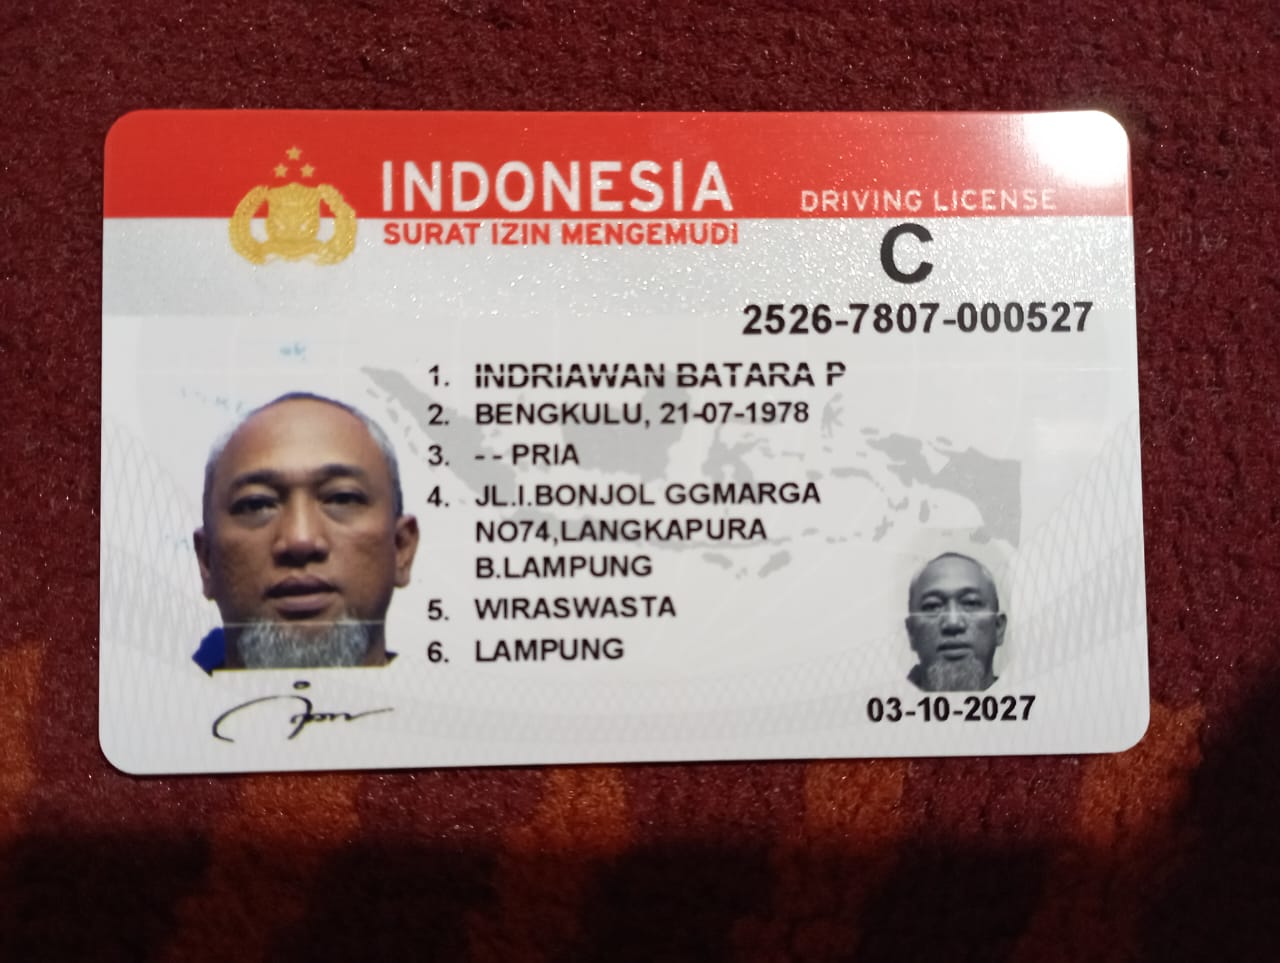 INDONESIA
SURAT IZIN MENGEMUDI
DRIVING LICENSE
C
2526-7807-000527
1. INDRIAWAN BATARA P
2. BENGKULU, 21-07-1978
3. - - PRIA
4. JL.I.BONJOL GGMARGA
NO74,LANGKAPURA
B.LAMPUNG
5. WIRASWASTA
6. LAMPUNG
03-10-2027